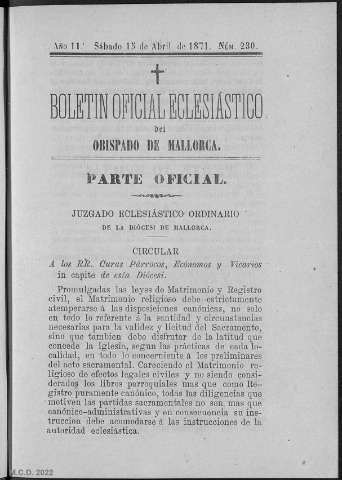 Año 11.° Sábado 15 de Abril de 1871. Núm. 230.
BOLETIN OFICIAL ECLESIÁSTICO
DEl
OBISPADO DE MALLORCA.
PARTE OFICIAL.
JUZGADO ECLESIÁSTICO ORDINARIO
DE LA DIÓCESI DE MALLORCA.
CIRCULAR
A los RR. Curas Párrocos, Ecónomos y Vicarios
in capite de esta Diócesi.
Promulgadas las leyes de Matrimonio y Registro
civil, el Matrimonio religioso debe estrictamente
atemperarse á las disposiciones canónicas, no solo
en todo lo referente á la santidad y circunstancias
necesarias para la validez y licitud del Sacramento,
sino que tambien debe disfrutar de la latitud que
concede la Iglesia, segun las prácticas de cada lo-
calidad, en todo lo concerniente á los preliminares
del acto sacramental. Careciendo el Matrimonio re-
ligioso de efectos legales civiles y no siendo consi-
derados los libros parroquiales mas que como Re-
gistro puramente canónico, todas las diligencias que
motiven las partidas sacramentales no son mas que
canónico-administrativas y en consecuencia su ins-
truccion debe acomodarse á las instrucciones de la
autoridad eclesiástica.
M.C.D. 2022